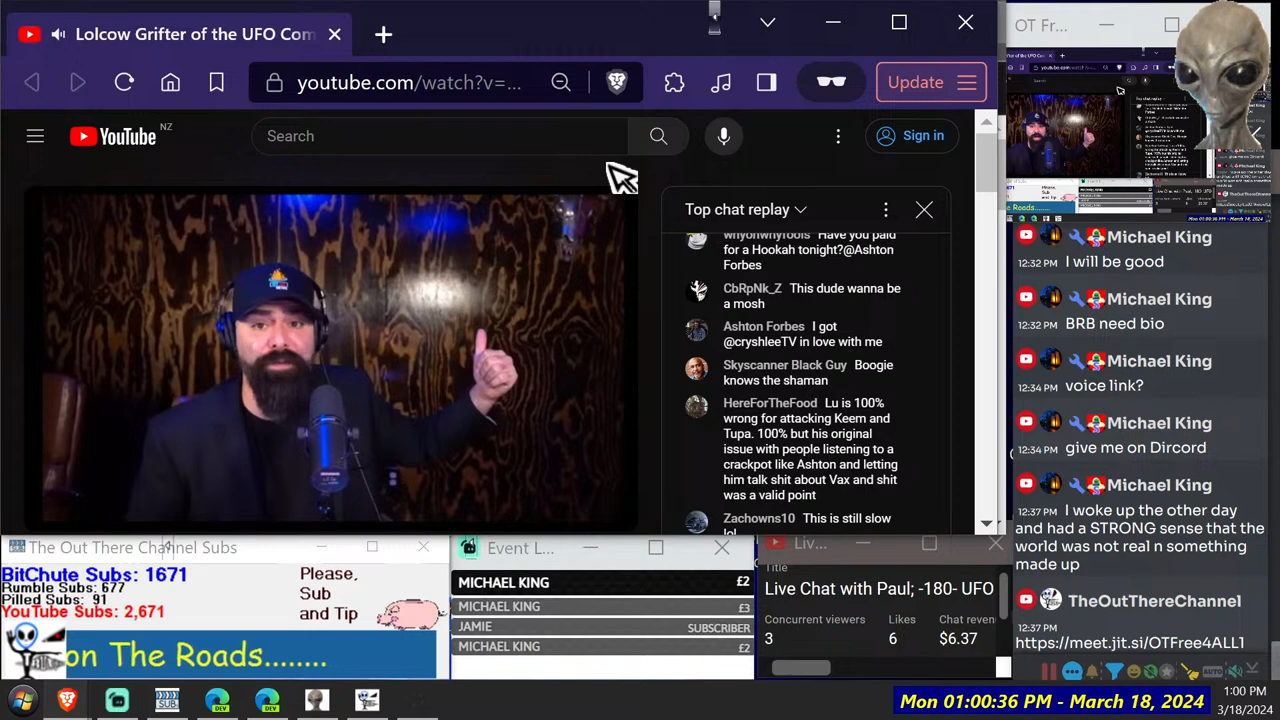 Lolcow Grifter of the UFO Com
OT Fr...
youtube.com/watch?v=...
Update
YouTube NZ
Search
Sign in
Top chat replay
whyonwhyfools Have you paid
for a Hookah tonight?@Ashton
Forbes
CbRpNk_Z This dude wanna be
a mosh
Ashton Forbes I got
@cryshleeTV in love with me
Skyscanner Black Guy Boogie
knows the shaman
HereForTheFood Lu is 100%
wrong for attacking Keem and
Tupa. 100% but his original
issue with people listening to a
crackpot like Ashton and letting
him talk shit about Vax and shit
was a valid point
Zachowns10 This is still slow
lol
Michael King
12:32 PM I will be good
Michael King
12:32 PM BRB need bio
Michael King
12:34 PM voice link?
Michael King
12:34 PM give me on Dircord
Michael King
12:37 PM I woke up the other day
and had a STRONG sense that the
world was not real n something
made up
TheOutThereChannel
12:37 PM
https://meet.jit.si/OTFree4ALL1
AUTO
The Out There Channel Subs
BitChute Subs: 1671
Rumble Subs: 677
Pilled Subs: 91
YouTube Subs: 2,671
Please,
Sub
and Tip
on The Roads........
Event L...
MICHAEL KING £2
MICHAEL KING £3
JAMIE SUBSCRIBER
MICHAEL KING £2
Liv...
Title
Live Chat with Paul; -180- UFO
Concurrent viewers Likes Chat reven
3 6 $6.37
SUB
DEV
DEV
Mon 01:00:36 PM - March 18, 2024
1:00 PM
3/18/2024